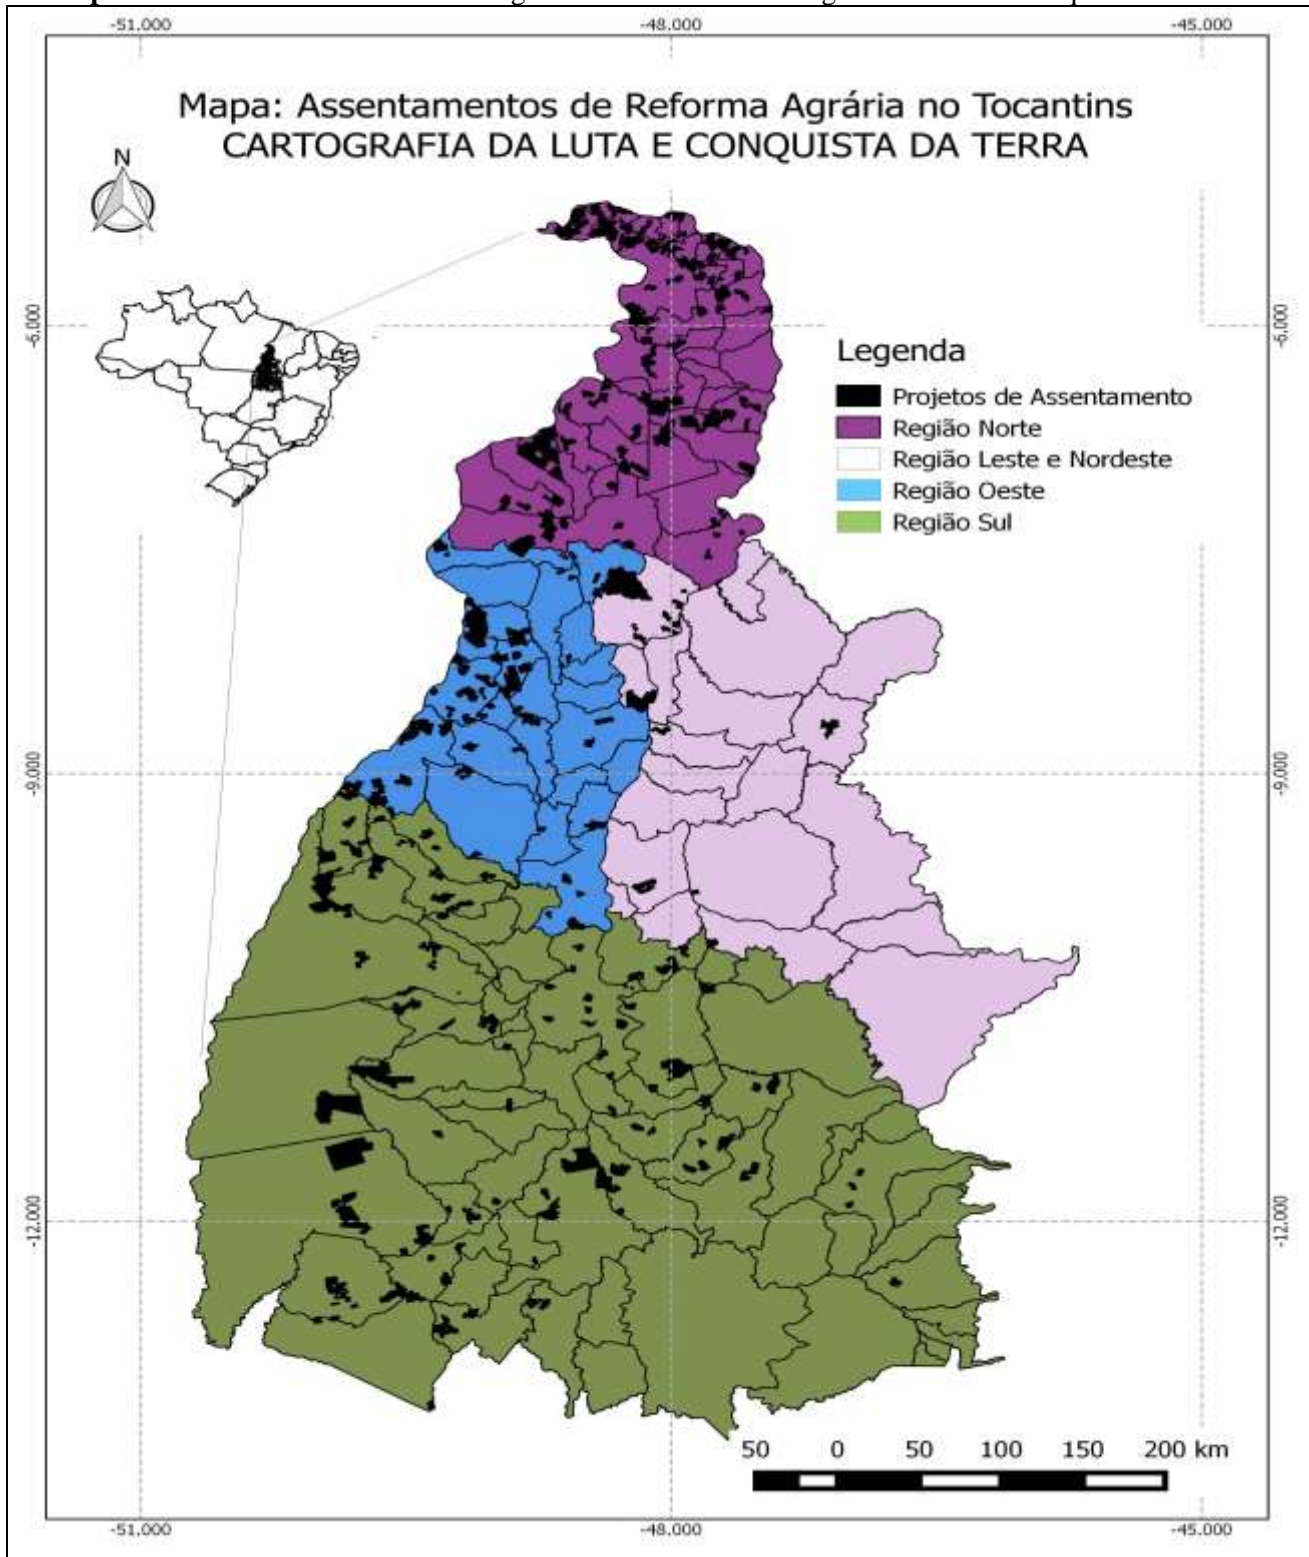 -51.000 -48.000 -45.000
Mapa: Assentamentos de Reforma Agrária no Tocantins
CARTOGRAFIA DA LUTA E CONQUISTA DA TERRA
N
-6.000 -6.000
Legenda
Projetos de Assentamento
Região Norte
Região Leste e Nordeste
Região Oeste
Região Sul
-9.000 -9.000
-12.000 -12.000
50 0 50 100 150 200 km
-51.000 -48.000 -45.000